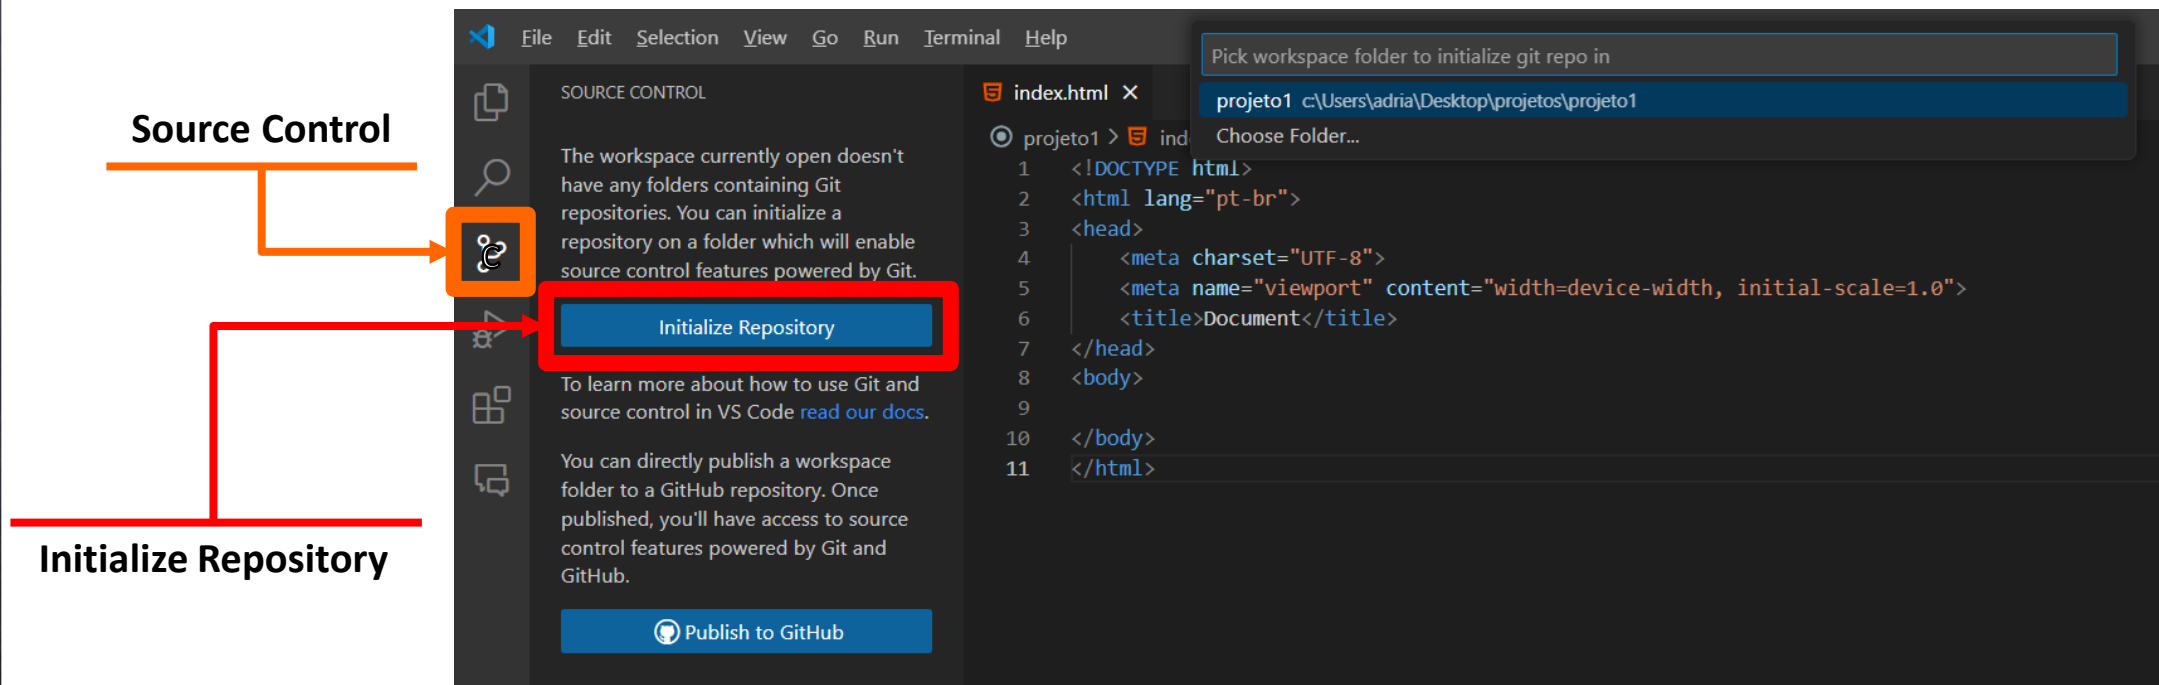 Source Control
Initialize Repository
File Edit Selection View Go Run Terminal Help
Pick workspace folder to initialize git repo in
projeto1 c:\Users\adria\Desktop\projetos\projeto1
Choose Folder...
SOURCE CONTROL
The workspace currently open doesn't
have any folders containing Git
repositories. You can initialize a
repository on a folder which will enable
source control features powered by Git.
Initialize Repository
To learn more about how to use Git and
source control in VS Code read our docs.
You can directly publish a workspace
folder to a GitHub repository. Once
published, you'll have access to source
control features powered by Git and
GitHub.
Publish to GitHub
index.html
projeto1 > ind
1 <!DOCTYPE html>
2 <html lang="pt-br">
3 <head>
4 <meta charset="UTF-8">
5 <meta name="viewport" content="width=device-width, initial-scale=1.0">
6 <title>Document</title>
7 </head>
8 <body>
9
10 </body>
11 </html>